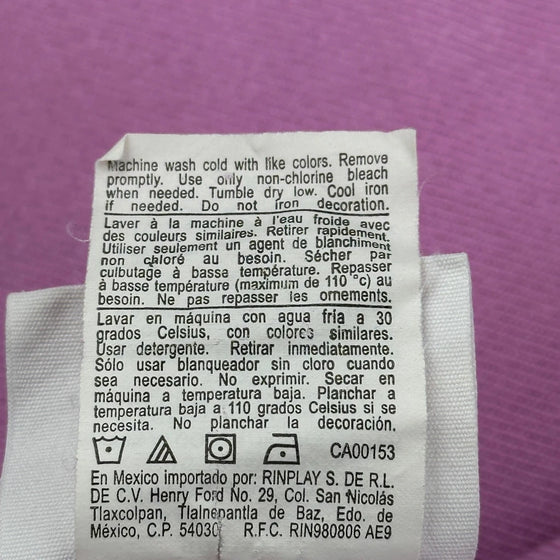 Machine wash cold with like colors. Remove
promptly. Use only non-chlorine bleach
when needed. Tumble dry low. Cool iron
if needed. Do not iron decoration.
Laver à la machine à l'eau froide avec
des couleurs similaires. Retirer rapidement.
Utiliser seulement un agent de blanchiment
non chloré au besoin. Sécher par
culbutage à basse température. Repasser
à basse température (maximum de 110 °c) au
besoin. Ne pas repasser les ornements.
Lavar en máquina con agua fria a 30
grados Celsius, con colores similares.
Usar detergente. Retirar inmediatamente.
Sólo usar blanqueador sin cloro cuando
sea necesario. No exprimir. Secar en
máquina a temperatura baja. Planchar a
temperatura baja a 110 grados Celsius si se
necesita. No planchar la decoración.
CA00153
En Mexico importado por: RINPLAY S. DE R.L.
DE C.V. Henry Ford No. 29, Col. San Nicolás
Tlaxcolpan, Tlalnepantla de Baz, Edo. de
México, C.P. 54030 R.F.C. RIN980806 AE9